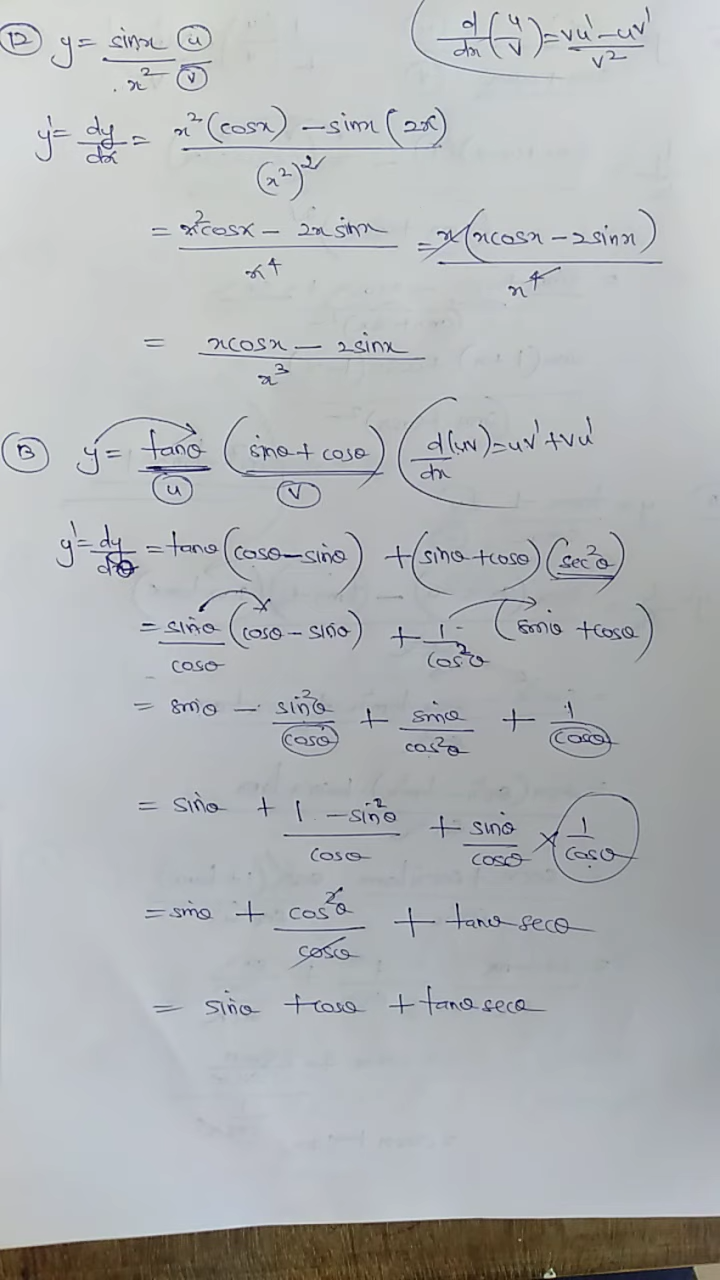 12 y = sinx (u) / x² (v)
d/dx (u/v) = vu' - uv' / v²
y' = dy/dx = x² (cosx) - sinx (2x) / (x²)²
= x²cosx - 2x sinx / x⁴ = x (xcosx - 2sinx) / x⁴
= xcosx - 2sinx / x³
13 y = tanθ (u) (sinθ + cosθ) (v) d/dx (uv) = uv' + vu'
y' = dy/dθ = tanθ (cosθ - sinθ) + (sinθ + cosθ) (sec²θ)
= sinθ/cosθ (cosθ - sinθ) + 1/cos²θ (sinθ + cosθ)
= sinθ - sin²θ/cosθ + sinθ/cos²θ + 1/cosθ
= sinθ + 1 - sin²θ / cosθ + sinθ/cosθ × 1/cosθ
= sinθ + cos²θ/cosθ + tanθ secθ
= sinθ + cosθ + tanθ secθ